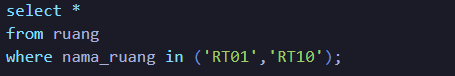 select *
from ruang
where nama_ruang in ('RT01','RT10');